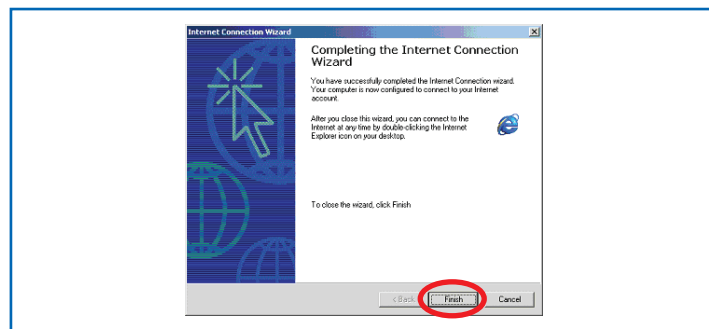 Internet Connection Wizard
Completing the Internet Connection
Wizard
You have successfully completed the Internet Connection wizard.
Your computer is now configured to connect to your Internet
account.
After you close this wizard, you can connect to the
Internet at any time by double-clicking the Internet
Explorer icon on your desktop.
To close the wizard, click Finish
< Back Finish Cancel